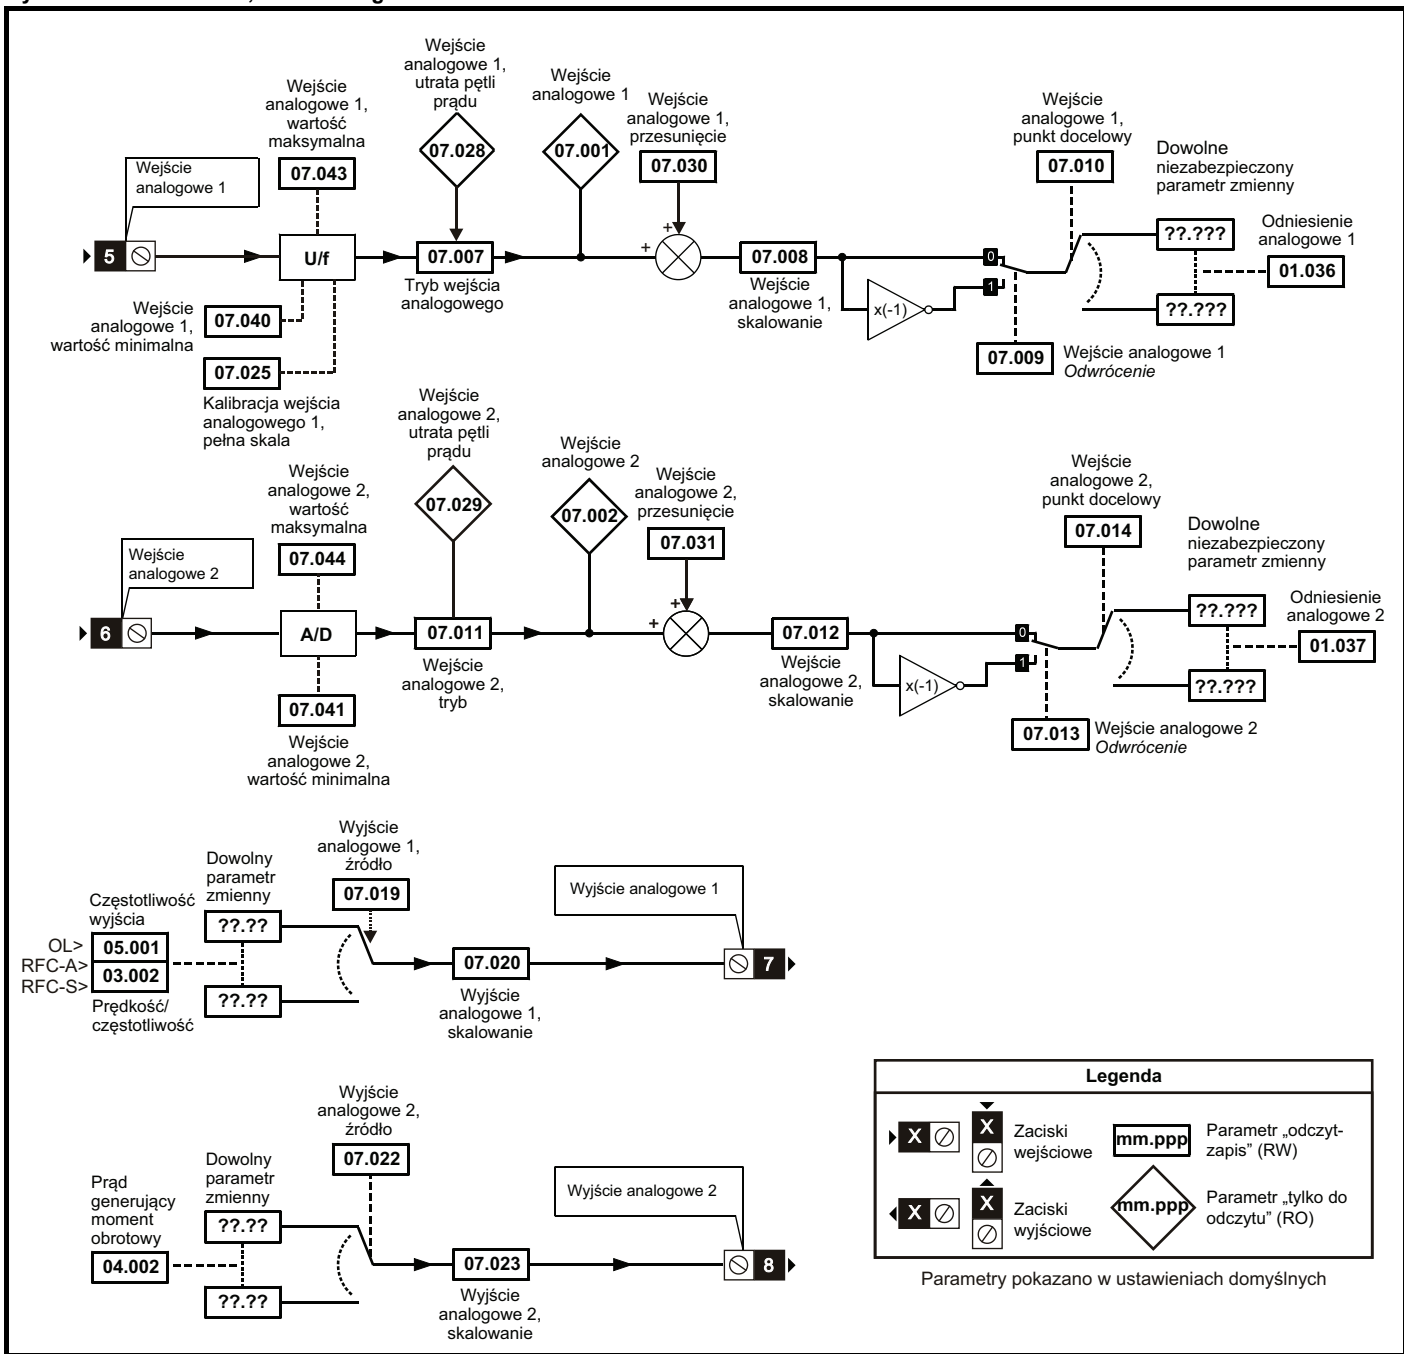 Wejście
analogowe 1,
utrata pętli
prądu
07.028
Wejście
analogowe 1
07.001
Wejście
analogowe 1,
wartość
maksymalna
07.043
Wejście
analogowe 1,
przesunięcie
07.030
Wejście
analogowe 1,
punkt docelowy
07.010
Dowolne
niezabezpieczony
parametr zmienny
??.???
??.???
Odniesienie
analogowe 1
01.036
Wejście
analogowe 1
5
U/f
07.007
Tryb wejścia
analogowego
+
+
07.008
Wejście
analogowe 1,
skalowanie
x(-1)
0
1
07.009
Wejście analogowe 1
Odwrócenie
Wejście
analogowe 1,
wartość minimalna
07.040
07.025
Kalibracja wejścia
analogowego 1,
pełna skala
Wejście
analogowe 2,
utrata pętli
prądu
07.029
Wejście
analogowe 2
07.002
Wejście
analogowe 2,
wartość
maksymalna
07.044
Wejście
analogowe 2,
przesunięcie
07.031
Wejście
analogowe 2,
punkt docelowy
07.014
Dowolne
niezabezpieczony
parametr zmienny
??.???
??.???
Odniesienie
analogowe 2
01.037
Wejście
analogowe 2
6
A/D
07.011
Wejście
analogowe 2,
tryb
+
+
07.012
Wejście
analogowe 2,
skalowanie
x(-1)
0
1
07.013
Wejście analogowe 2
Odwrócenie
07.041
Wejście
analogowe 2,
wartość minimalna
Wyjście
analogowe 1,
źródło
07.019
Dowolny
parametr
zmienny
??.??
??.??
Częstotliwość
wyjścia
OL>
05.001
RFC-A>
03.002
RFC-S>
Prędkość/
częstotliwość
07.020
Wyjście
analogowe 1,
skalowanie
Wyjście analogowe 1
7
Wyjście
analogowe 2,
źródło
07.022
Dowolny
parametr
zmienny
??.??
??.??
Prąd
generujący
moment
obrotowy
04.002
07.023
Wyjście
analogowe 2,
skalowanie
Wyjście analogowe 2
8
Legenda
X
X
Zaciski
wejściowe
mm.ppp
Parametr „odczyt-
zapis” (RW)
X
X
Zaciski
wyjściowe
mm.ppp
Parametr „tylko do
odczytu” (RO)
Parametry pokazano w ustawieniach domyślnych